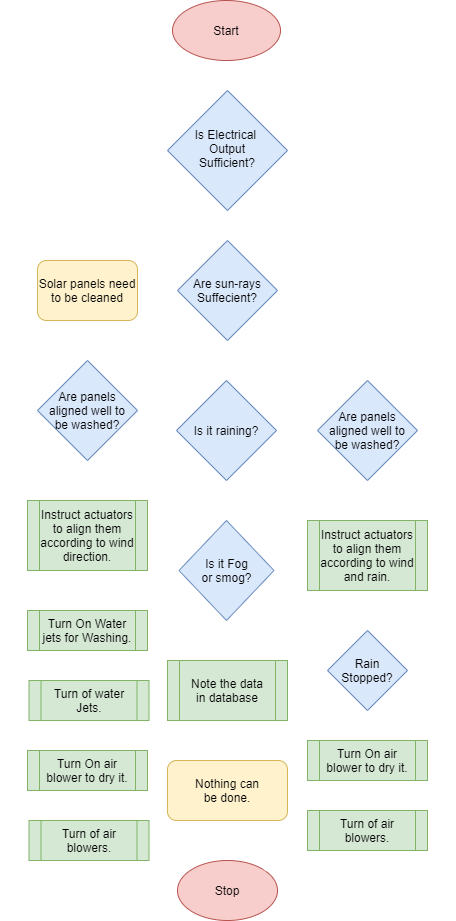 Start
Is Electrical
Output
Sufficient?
Solar panels need
to be cleaned
Are sun-rays
Suffecient?
Are panels
aligned well to
be washed?
Is it raining?
Are panels
aligned well to
be washed?
Instruct actuators
to align them
according to wind
direction.
Is it Fog
or smog?
Instruct actuators
to align them
according to wind
and rain.
Turn On Water
jets for Washing.
Rain
Stopped?
Turn of water
Jets.
Note the data
in database
Turn On air
blower to dry it.
Nothing can
be done.
Turn On air
blower to dry it.
Turn of air
blowers.
Turn of air
blowers.
Stop